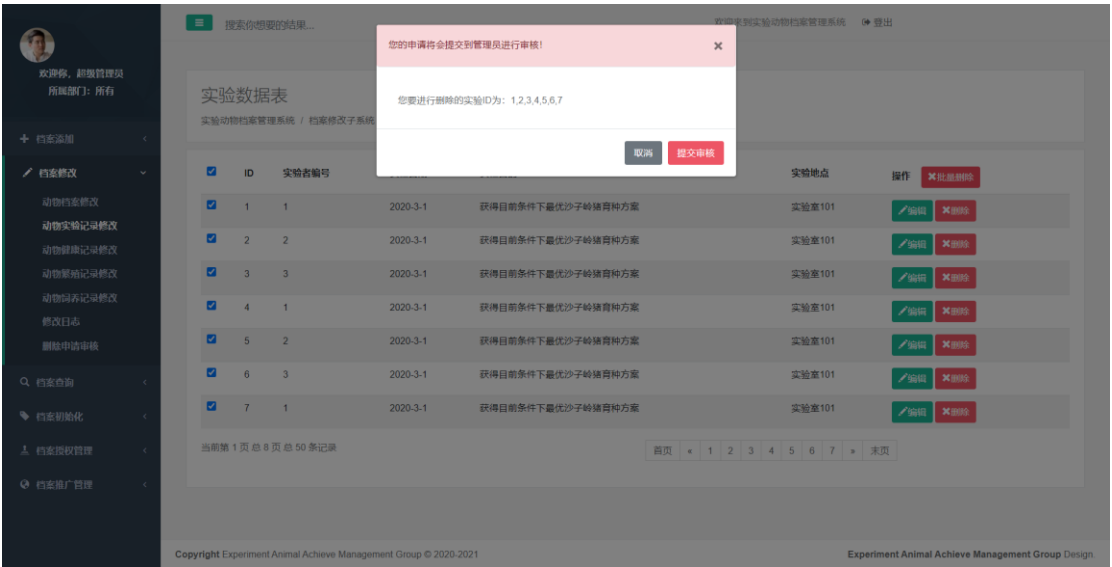 搜索你想要的结果...
欢迎来到实验动物档案管理系统
登出
欢迎你，超级管理员
所属部门：所有
档案添加
档案修改
动物档案修改
动物实验记录修改
动物健康记录修改
动物繁殖记录修改
动物饲养记录修改
修改日志
删除申请审核
档案查询
档案初始化
档案授权管理
档案推广管理
您的申请将会提交到管理员进行审核！
×
您要进行删除的实验ID为：1,2,3,4,5,6,7
取消 提交审核
实验数据表
实验动物档案管理系统 / 档案修改子系统
ID 实验者编号 实验地点 操作 ×批量删除
1 1 2020-3-1 获得目前条件下最优沙子岭猪育种方案 实验室101 编辑 ×删除
2 2 2020-3-1 获得目前条件下最优沙子岭猪育种方案 实验室101 编辑 ×删除
3 3 2020-3-1 获得目前条件下最优沙子岭猪育种方案 实验室101 编辑 ×删除
4 1 2020-3-1 获得目前条件下最优沙子岭猪育种方案 实验室101 编辑 ×删除
5 2 2020-3-1 获得目前条件下最优沙子岭猪育种方案 实验室101 编辑 ×删除
6 3 2020-3-1 获得目前条件下最优沙子岭猪育种方案 实验室101 编辑 ×删除
7 1 2020-3-1 获得目前条件下最优沙子岭猪育种方案 实验室101 编辑 ×删除
当前第 1 页 总 8 页 总 50 条记录
首页 « 1 2 3 4 5 6 7 » 末页
Copyright Experiment Animal Achieve Management Group © 2020-2021
Experiment Animal Achieve Management Group Design.